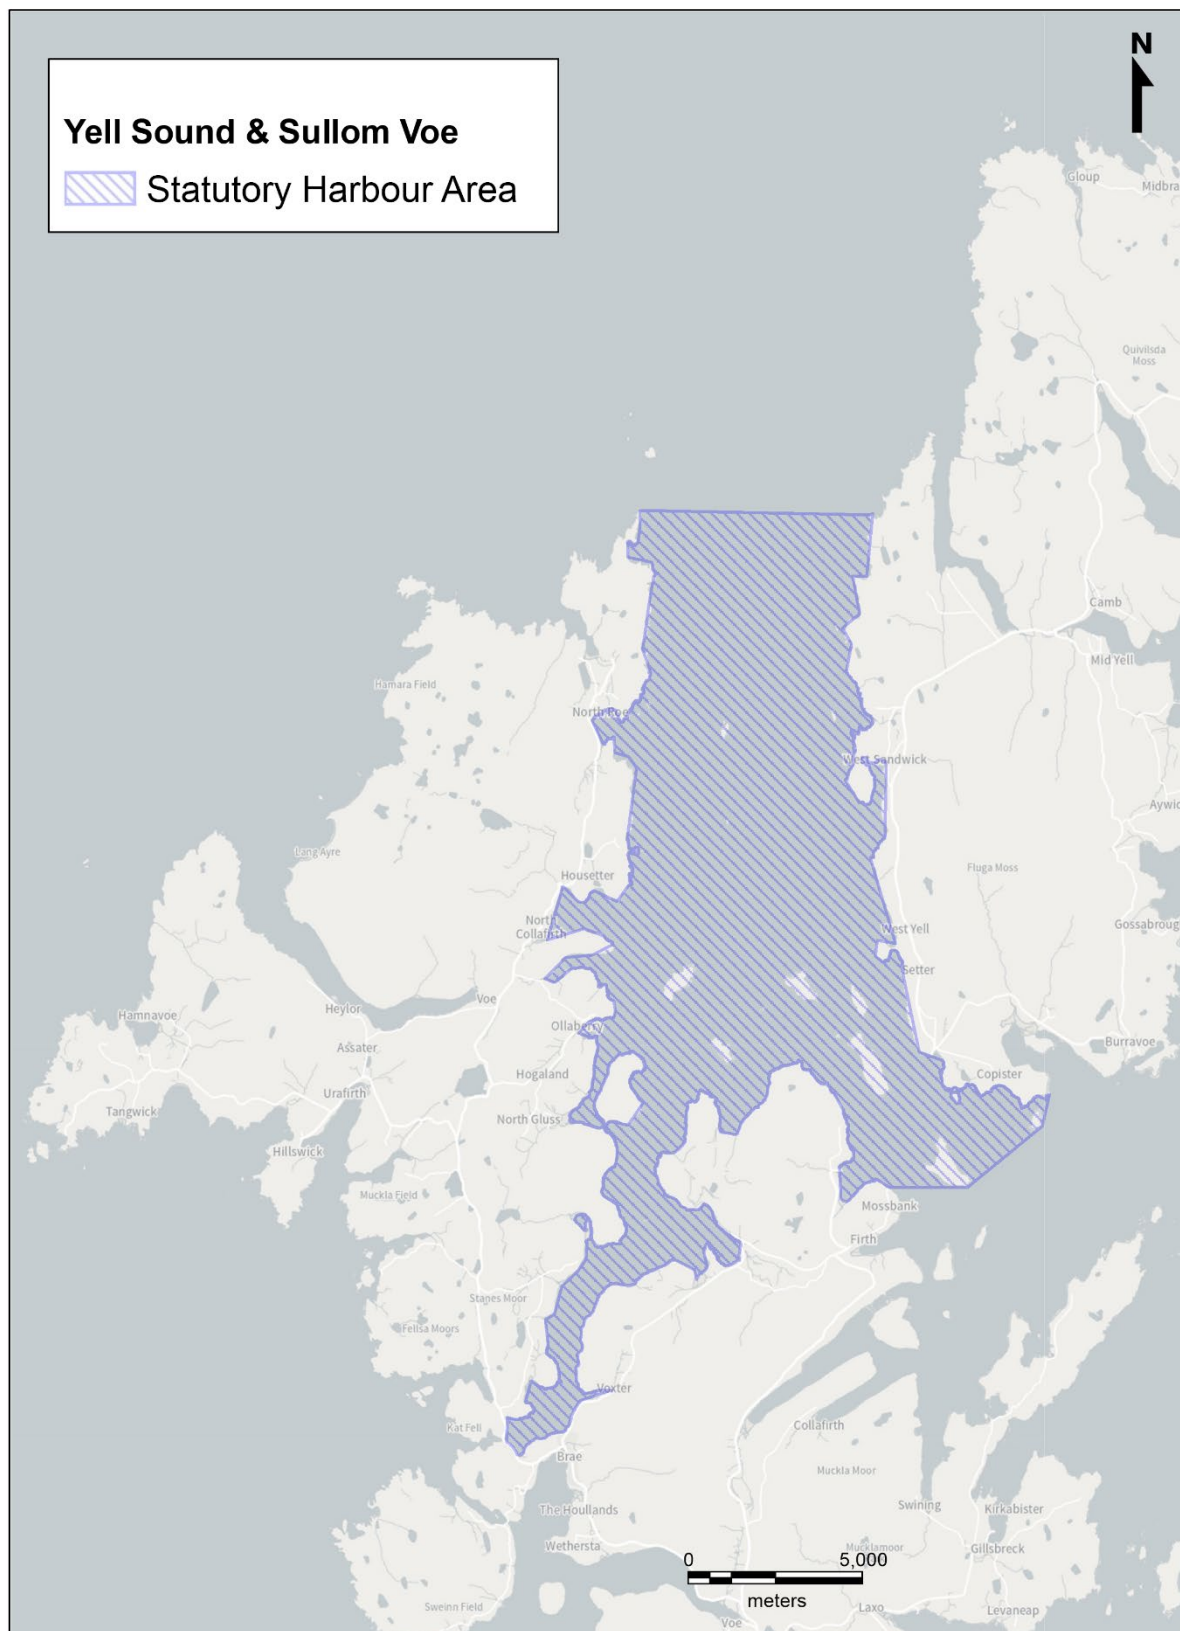 N
Yell Sound & Sullom Voe
Statutory Harbour Area
Gloup
Midbra
Quivilsda
Moss
Camb
Mid Yell
Hamara Field
North Roe
West Sandwick
Aywic
Lang Ayre
Fluga Moss
Housetter
North
Collafirth
West Yell
Gossabrough
Setter
Voe
Heylor
Hamnavoe
Ollaberry
Assater
Burravoe
Hogaland
Copister
Urafirth
Tangwick
North Gluss
Hillswick
Muckla Field
Mossbank
Firth
Stanes Moor
Felisa Moors
Voxter
Kat Fell
Collafirth
Brae
Muckla Moor
The Houllands
Swining
Kirkabister
Wethersta
Mucklamoor
Gillsbreck
0 5,000
meters
Sweinn Field
Laxo
Levaneap
Voe